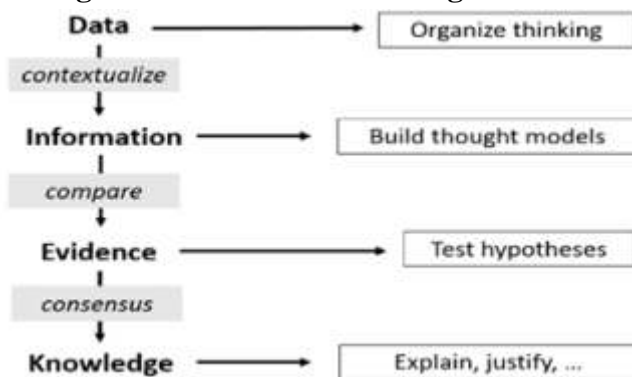 Data
Organize thinking
contextualize
Information
Build thought models
compare
Evidence
Test hypotheses
consensus
Knowledge
Explain, justify, ...